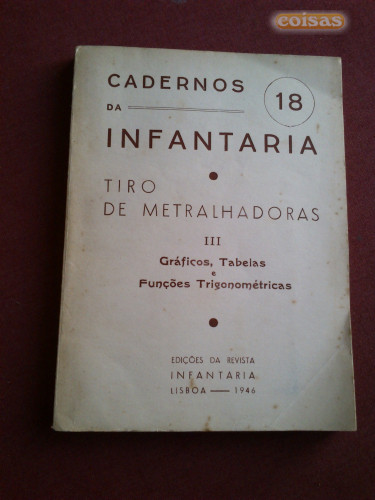 coisas
CADERNOS
DA
18
INFANTARIA
TIRO
DE METRALHADORAS
III
Gráficos, Tabelas
e
Funções Trigonométricas
EDIÇÕES DA REVISTA
INFANTARIA
LISBOA — 1946